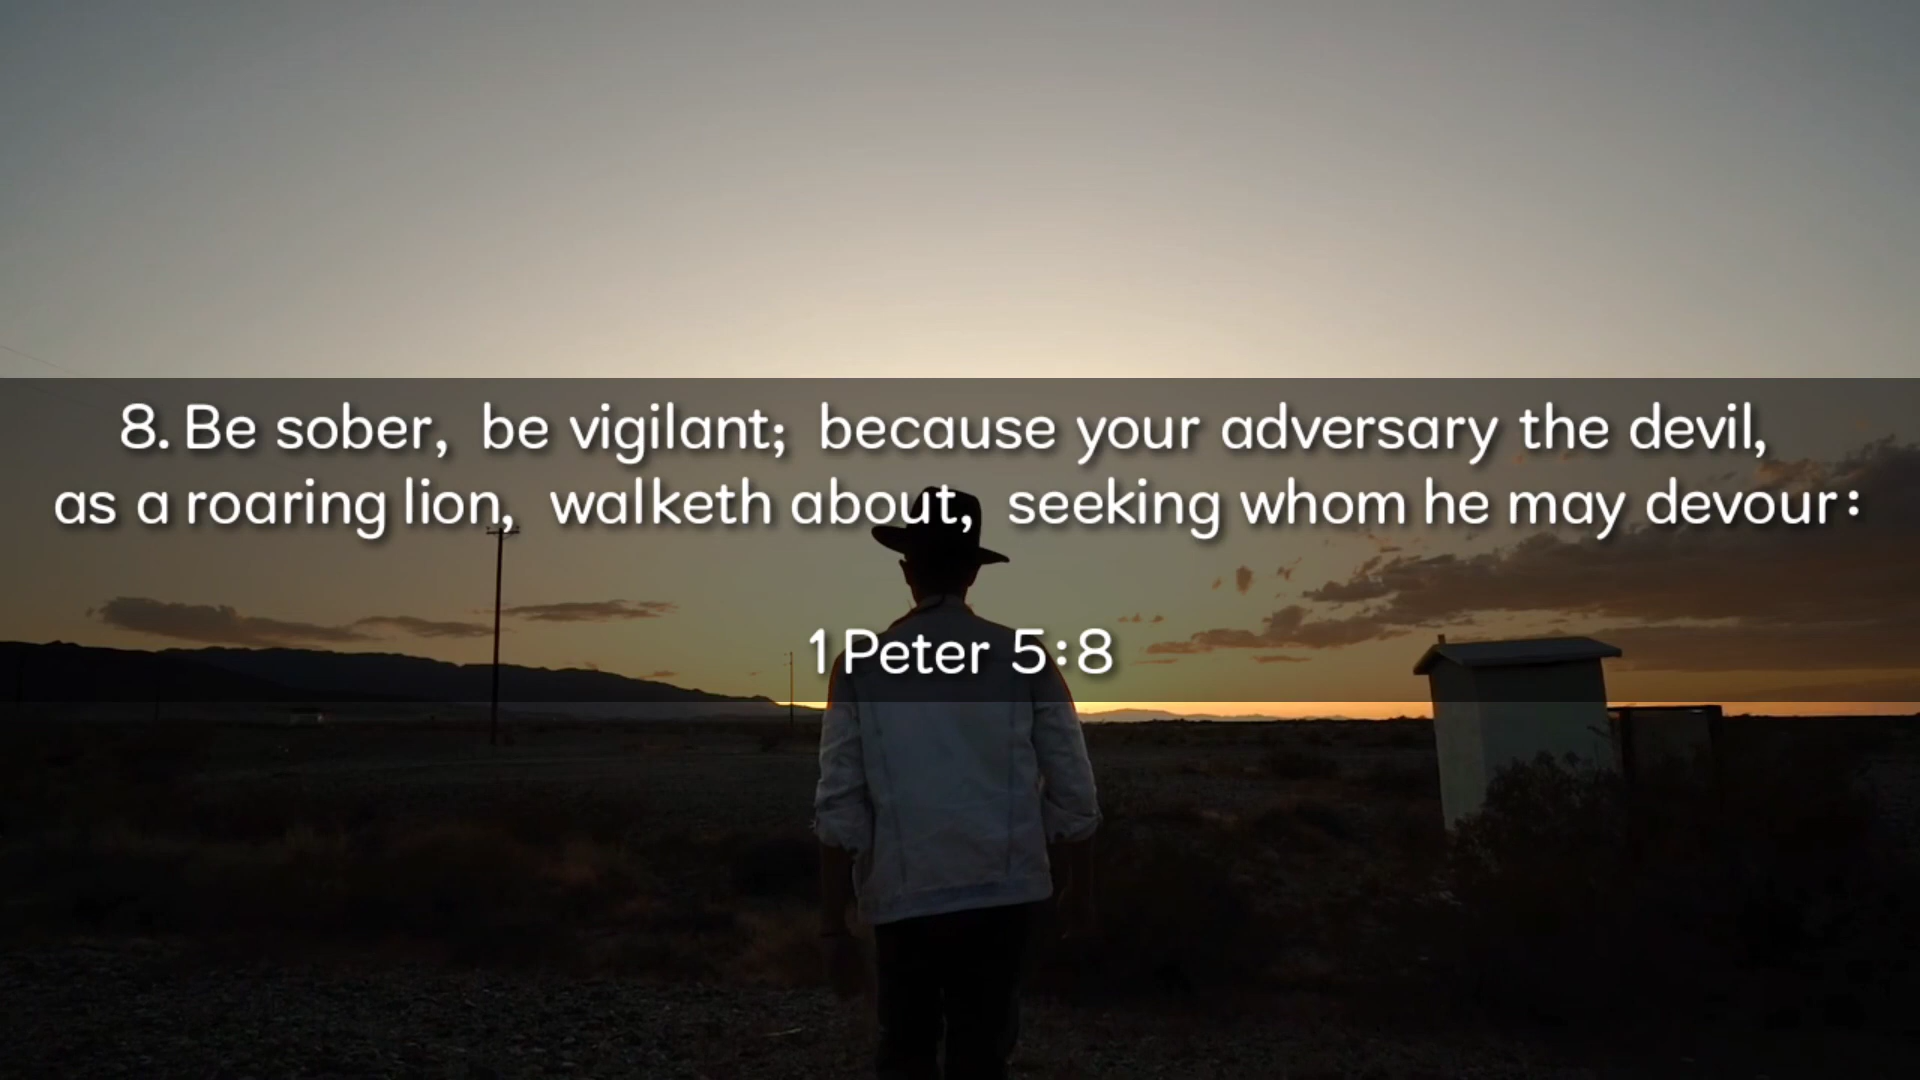 8. Be sober, be vigilant; because your adversary the devil,
as a roaring lion, walketh about, seeking whom he may devour:
1 Peter 5:8